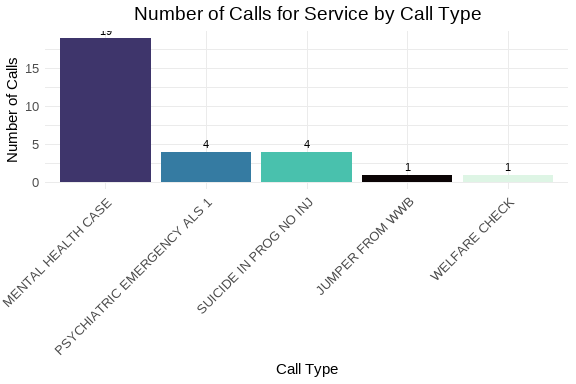 Number of Calls for Service by Call Type
Number of Calls
15
10
5
0
19
4
4
1
1
MENTAL HEALTH CASE
PSYCHIATRIC EMERGENCY ALS 1
SUICIDE IN PROG NO INJ
JUMPER FROM WWB
WELFARE CHECK
Call Type